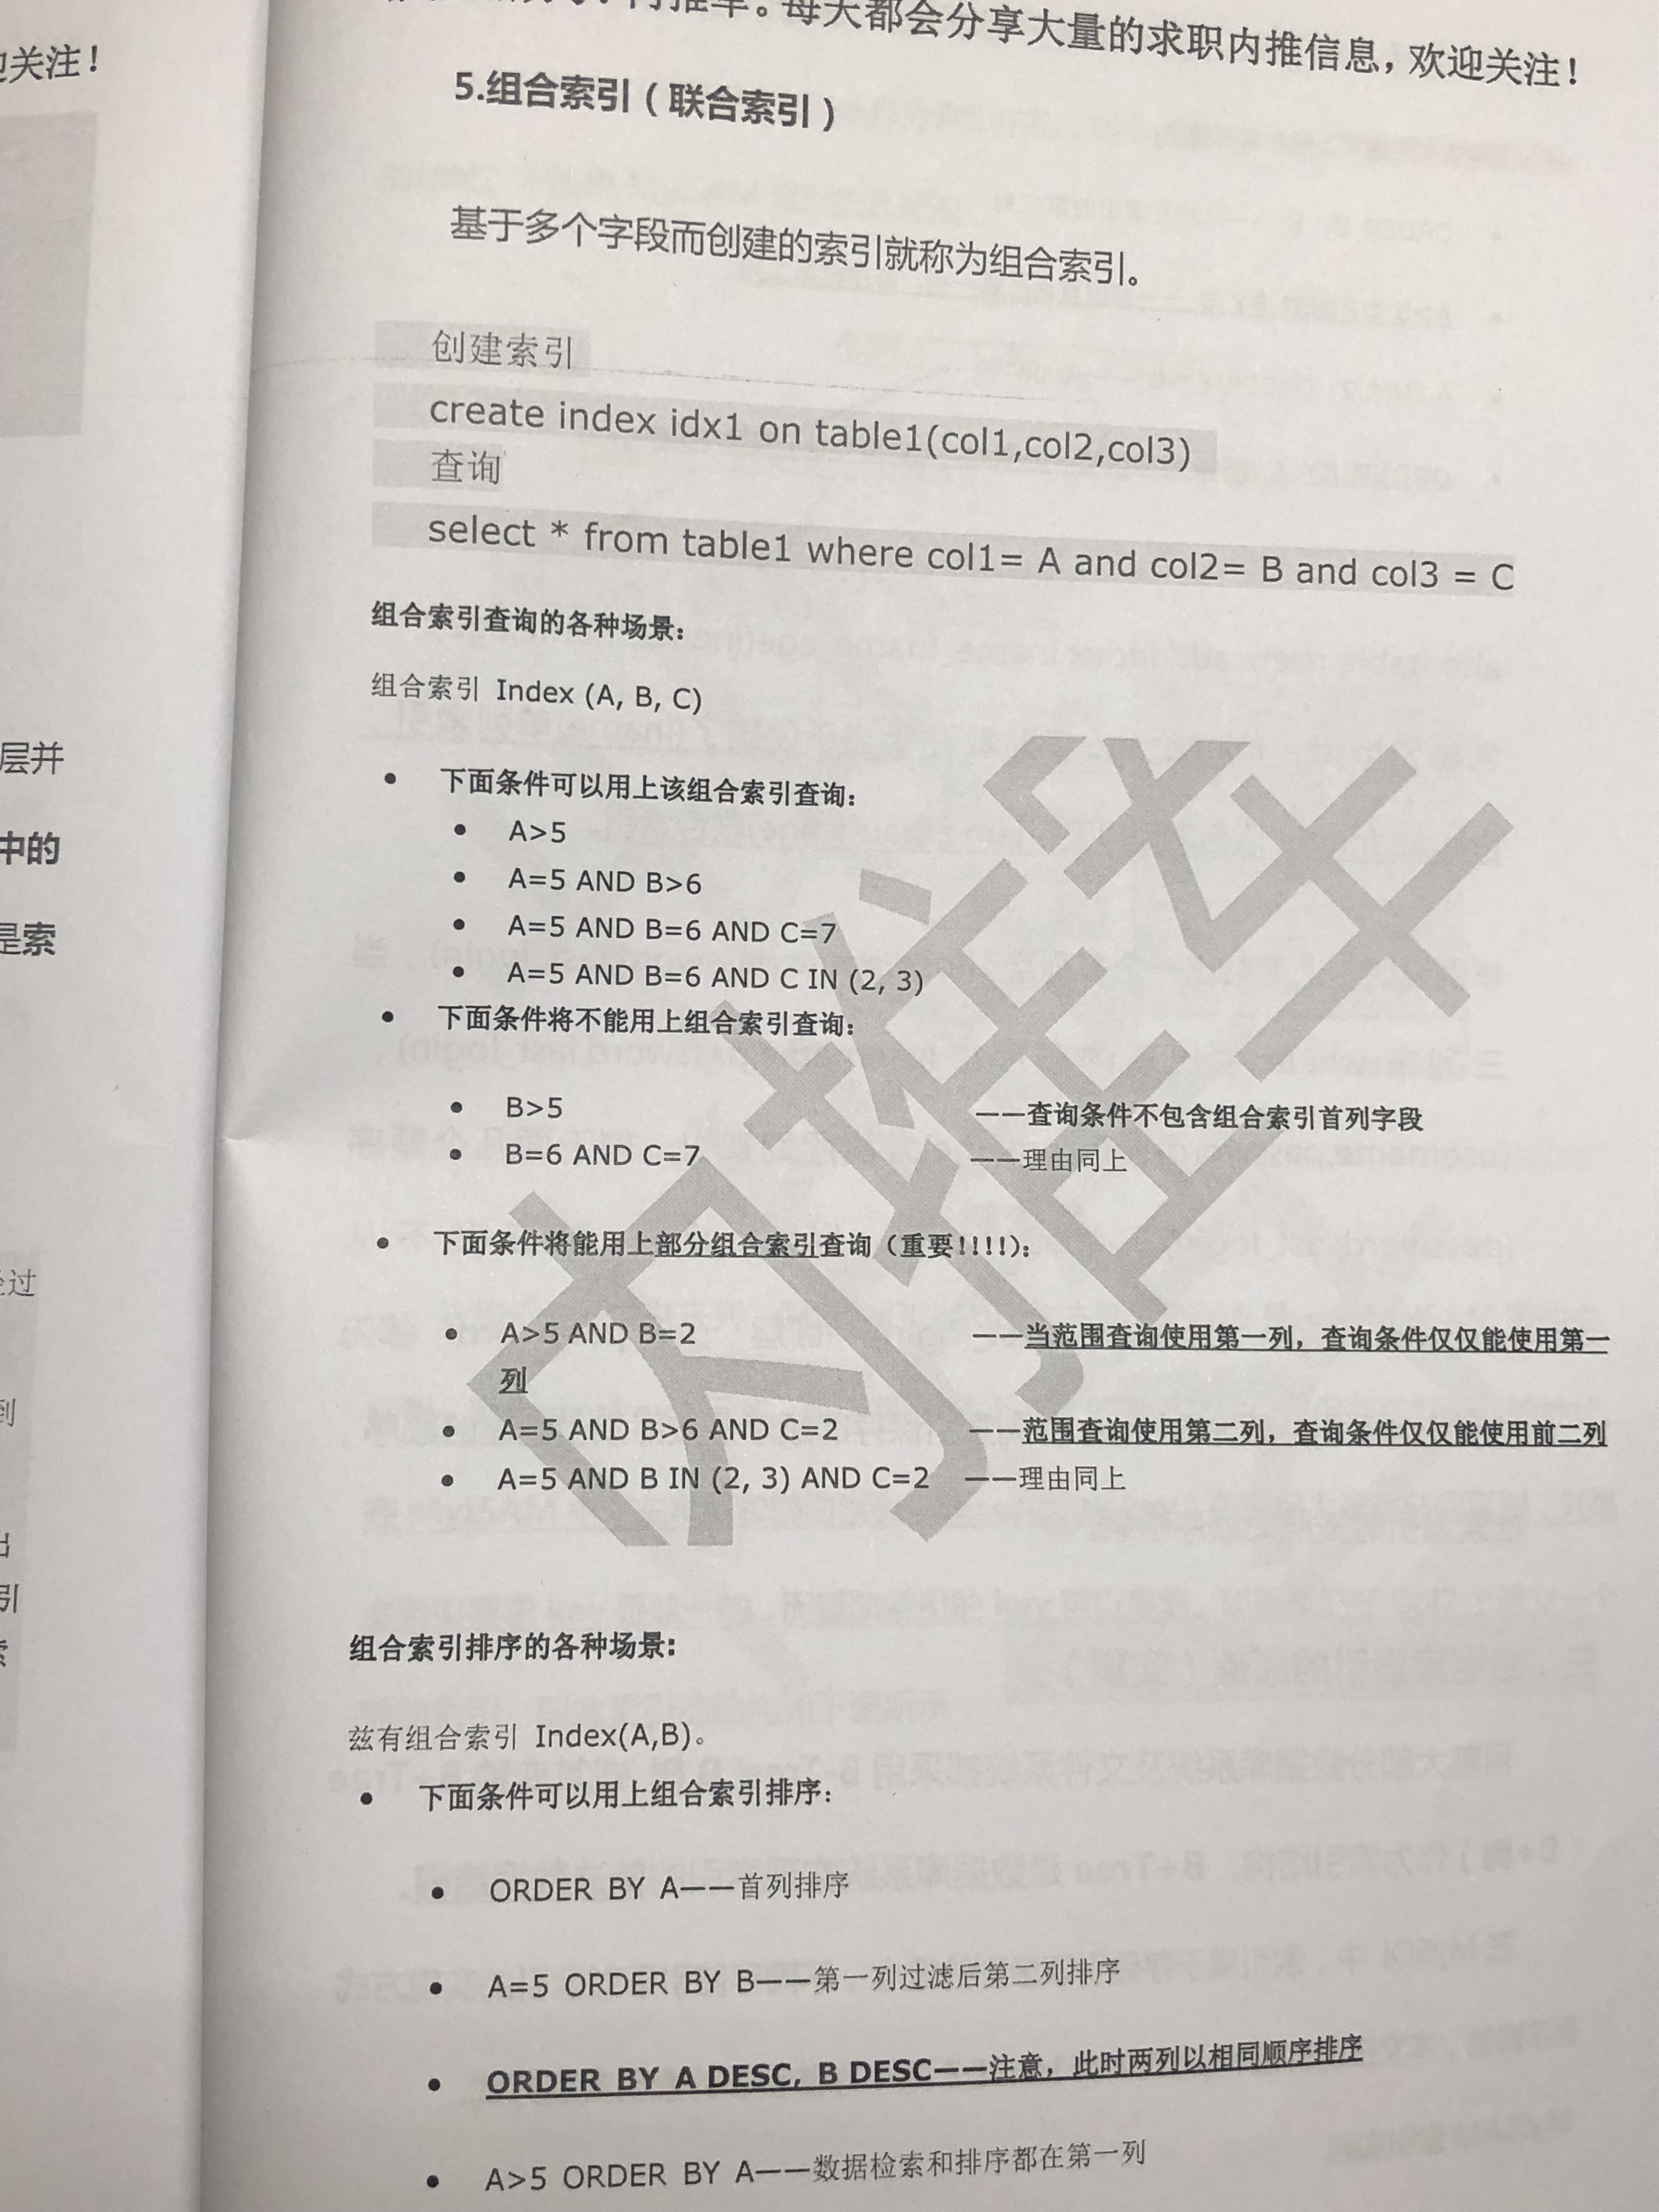 迎关注！
层并
中的
是索
经过
到
出
引
索
每天都会分享大量的求职内推信息，欢迎关注！
5.组合索引（联合索引）
基于多个字段而创建的索引就称为组合索引。
创建索引
create index idx1 on table1(col1,col2,col3)
查询
select * from table1 where col1= A and col2= B and col3 = C
组合索引查询的各种场景：
组合索引 Index (A, B, C)
• 下面条件可以用上该组合索引查询：
• A>5
• A=5 AND B>6
• A=5 AND B=6 AND C=7
• A=5 AND B=6 AND C IN (2, 3)
• 下面条件将不能用上组合索引查询：
• B>5 ——查询条件不包含组合索引首列字段
• B=6 AND C=7 ——理由同上
• 下面条件将能用上部分组合索引查询（重要!!!!）：
• A>5 AND B=2 ——当范围查询使用第一列，查询条件仅仅能使用第一
列
• A=5 AND B>6 AND C=2 ——范围查询使用第二列，查询条件仅仅能使用前二列
• A=5 AND B IN (2, 3) AND C=2 ——理由同上
组合索引排序的各种场景：
兹有组合索引 Index(A,B)。
• 下面条件可以用上组合索引排序：
• ORDER BY A——首列排序
• A=5 ORDER BY B——第一列过滤后第二列排序
• ORDER BY A DESC, B DESC——注意，此时两列以相同顺序排序
• A>5 ORDER BY A——数据检索和排序都在第一列
内推车